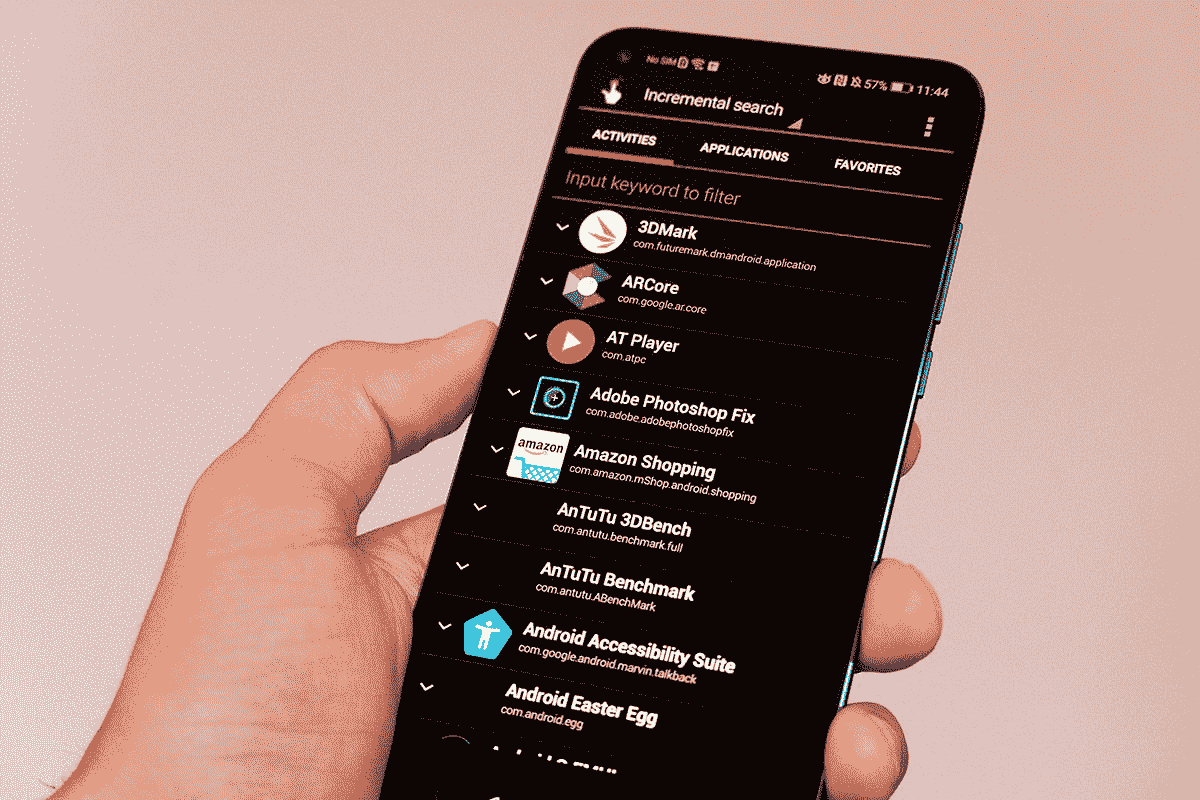 No SIM
57% 11:44
Incremental search
ACTIVITIES APPLICATIONS FAVORITES
Input keyword to filter
3DMark
com.futuremark.dmandroid.application
ARCore
com.google.ar.core
AT Player
com.atpc
Adobe Photoshop Fix
com.adobe.adobephotoshopfix
amazon
Amazon Shopping
com.amazon.mShop.android.shopping
AnTuTu 3DBench
com.antutu.benchmark.full
AnTuTu Benchmark
com.antutu.ABenchMark
Android Accessibility Suite
com.google.android.marvin.talkback
Android Easter Egg
com.android.egg